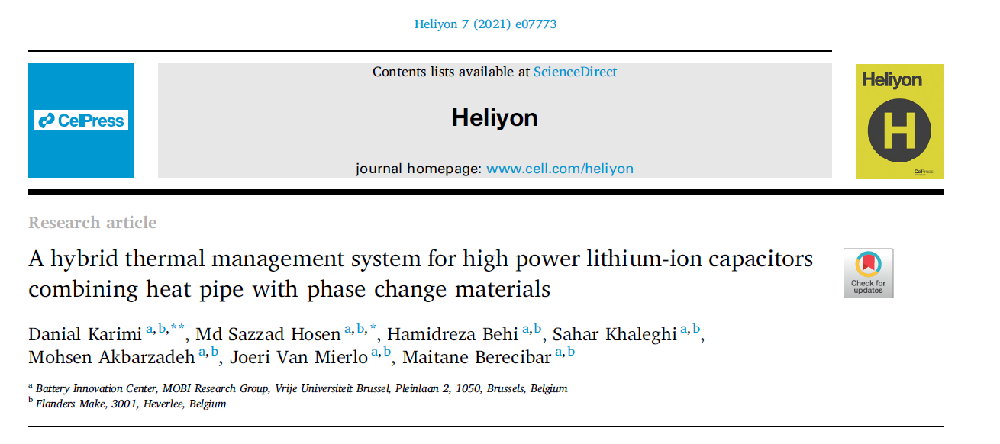 Heliyon 7 (2021) e07773
CellPress
Contents lists available at ScienceDirect
Heliyon
journal homepage: www.cell.com/heliyon
Heliyon
H
CellPress
Research article
A hybrid thermal management system for high power lithium-ion capacitors
combining heat pipe with phase change materials
Check for
updates
Danial Karimi a,b,**, Md Sazzad Hosen a,b,*, Hamidreza Behi a,b, Sahar Khaleghi a,b,
Mohsen Akbarzadeh a,b, Joeri Van Mierlo a,b, Maitane Berecibar a,b
a Battery Innovation Center, MOBI Research Group, Vrije Universiteit Brussel, Pleinlaan 2, 1050, Brussels, Belgium
b Flanders Make, 3001, Heverlee, Belgium